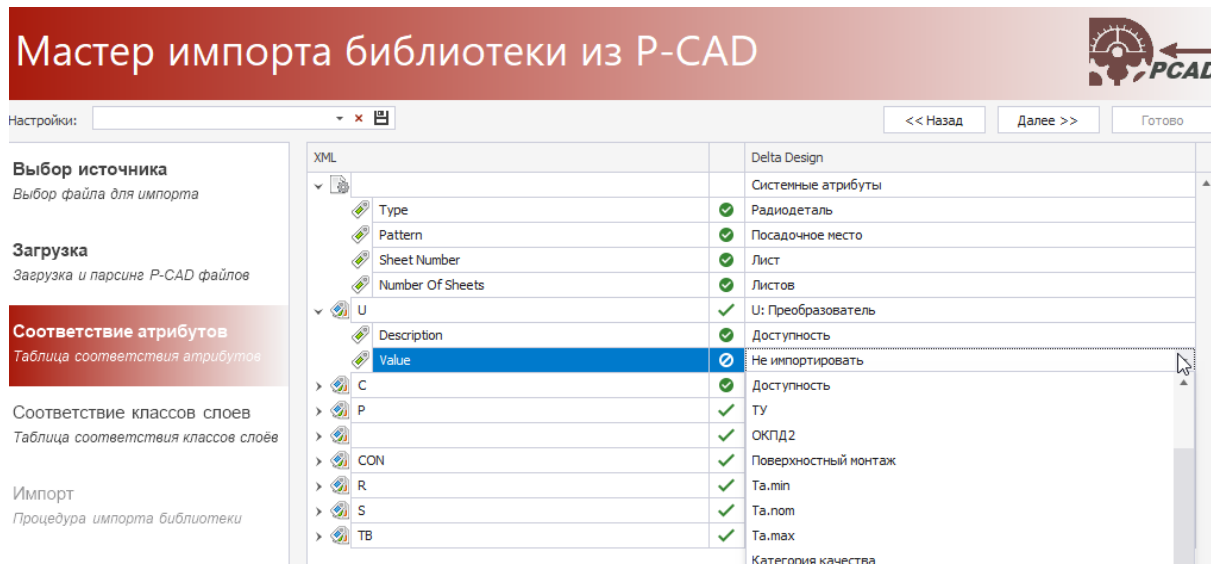 Мастер импорта библиотеки из P-CAD
PCAD
Настройки:
<< Назад
Далее >>
Готово
Выбор источника
Выбор файла для импорта
Загрузка
Загрузка и парсинг P-CAD файлов
Соответствие атрибутов
Таблица соответствия атрибутов
Соответствие классов слоев
Таблица соответствия классов слоёв
Импорт
Процедура импорта библиотеки
XML Delta Design
Системные атрибуты
Type Радиодеталь
Pattern Посадочное место
Sheet Number Лист
Number Of Sheets Листов
U U: Преобразователь
Description Доступность
Value Не импортировать
C Доступность
P ТУ
ОКПД2
CON Поверхностный монтаж
R Ta.min
S Ta.nom
TB Ta.max
Категория качества